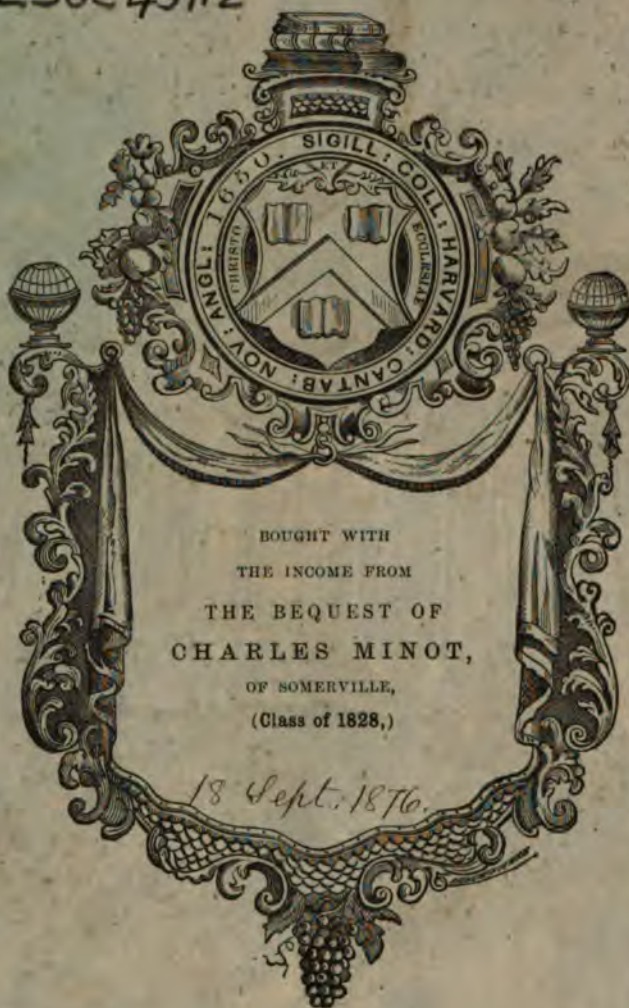 SIGILL: COLL: HARVARD: CANTAB: NOV: ANGL: 1650.
ET
CHRISTO
ECCLESIAE
BOUGHT WITH
THE INCOME FROM
THE BEQUEST OF
CHARLES MINOT,
OF SOMERVILLE,
(Class of 1828,)
18 Sept. 1876.